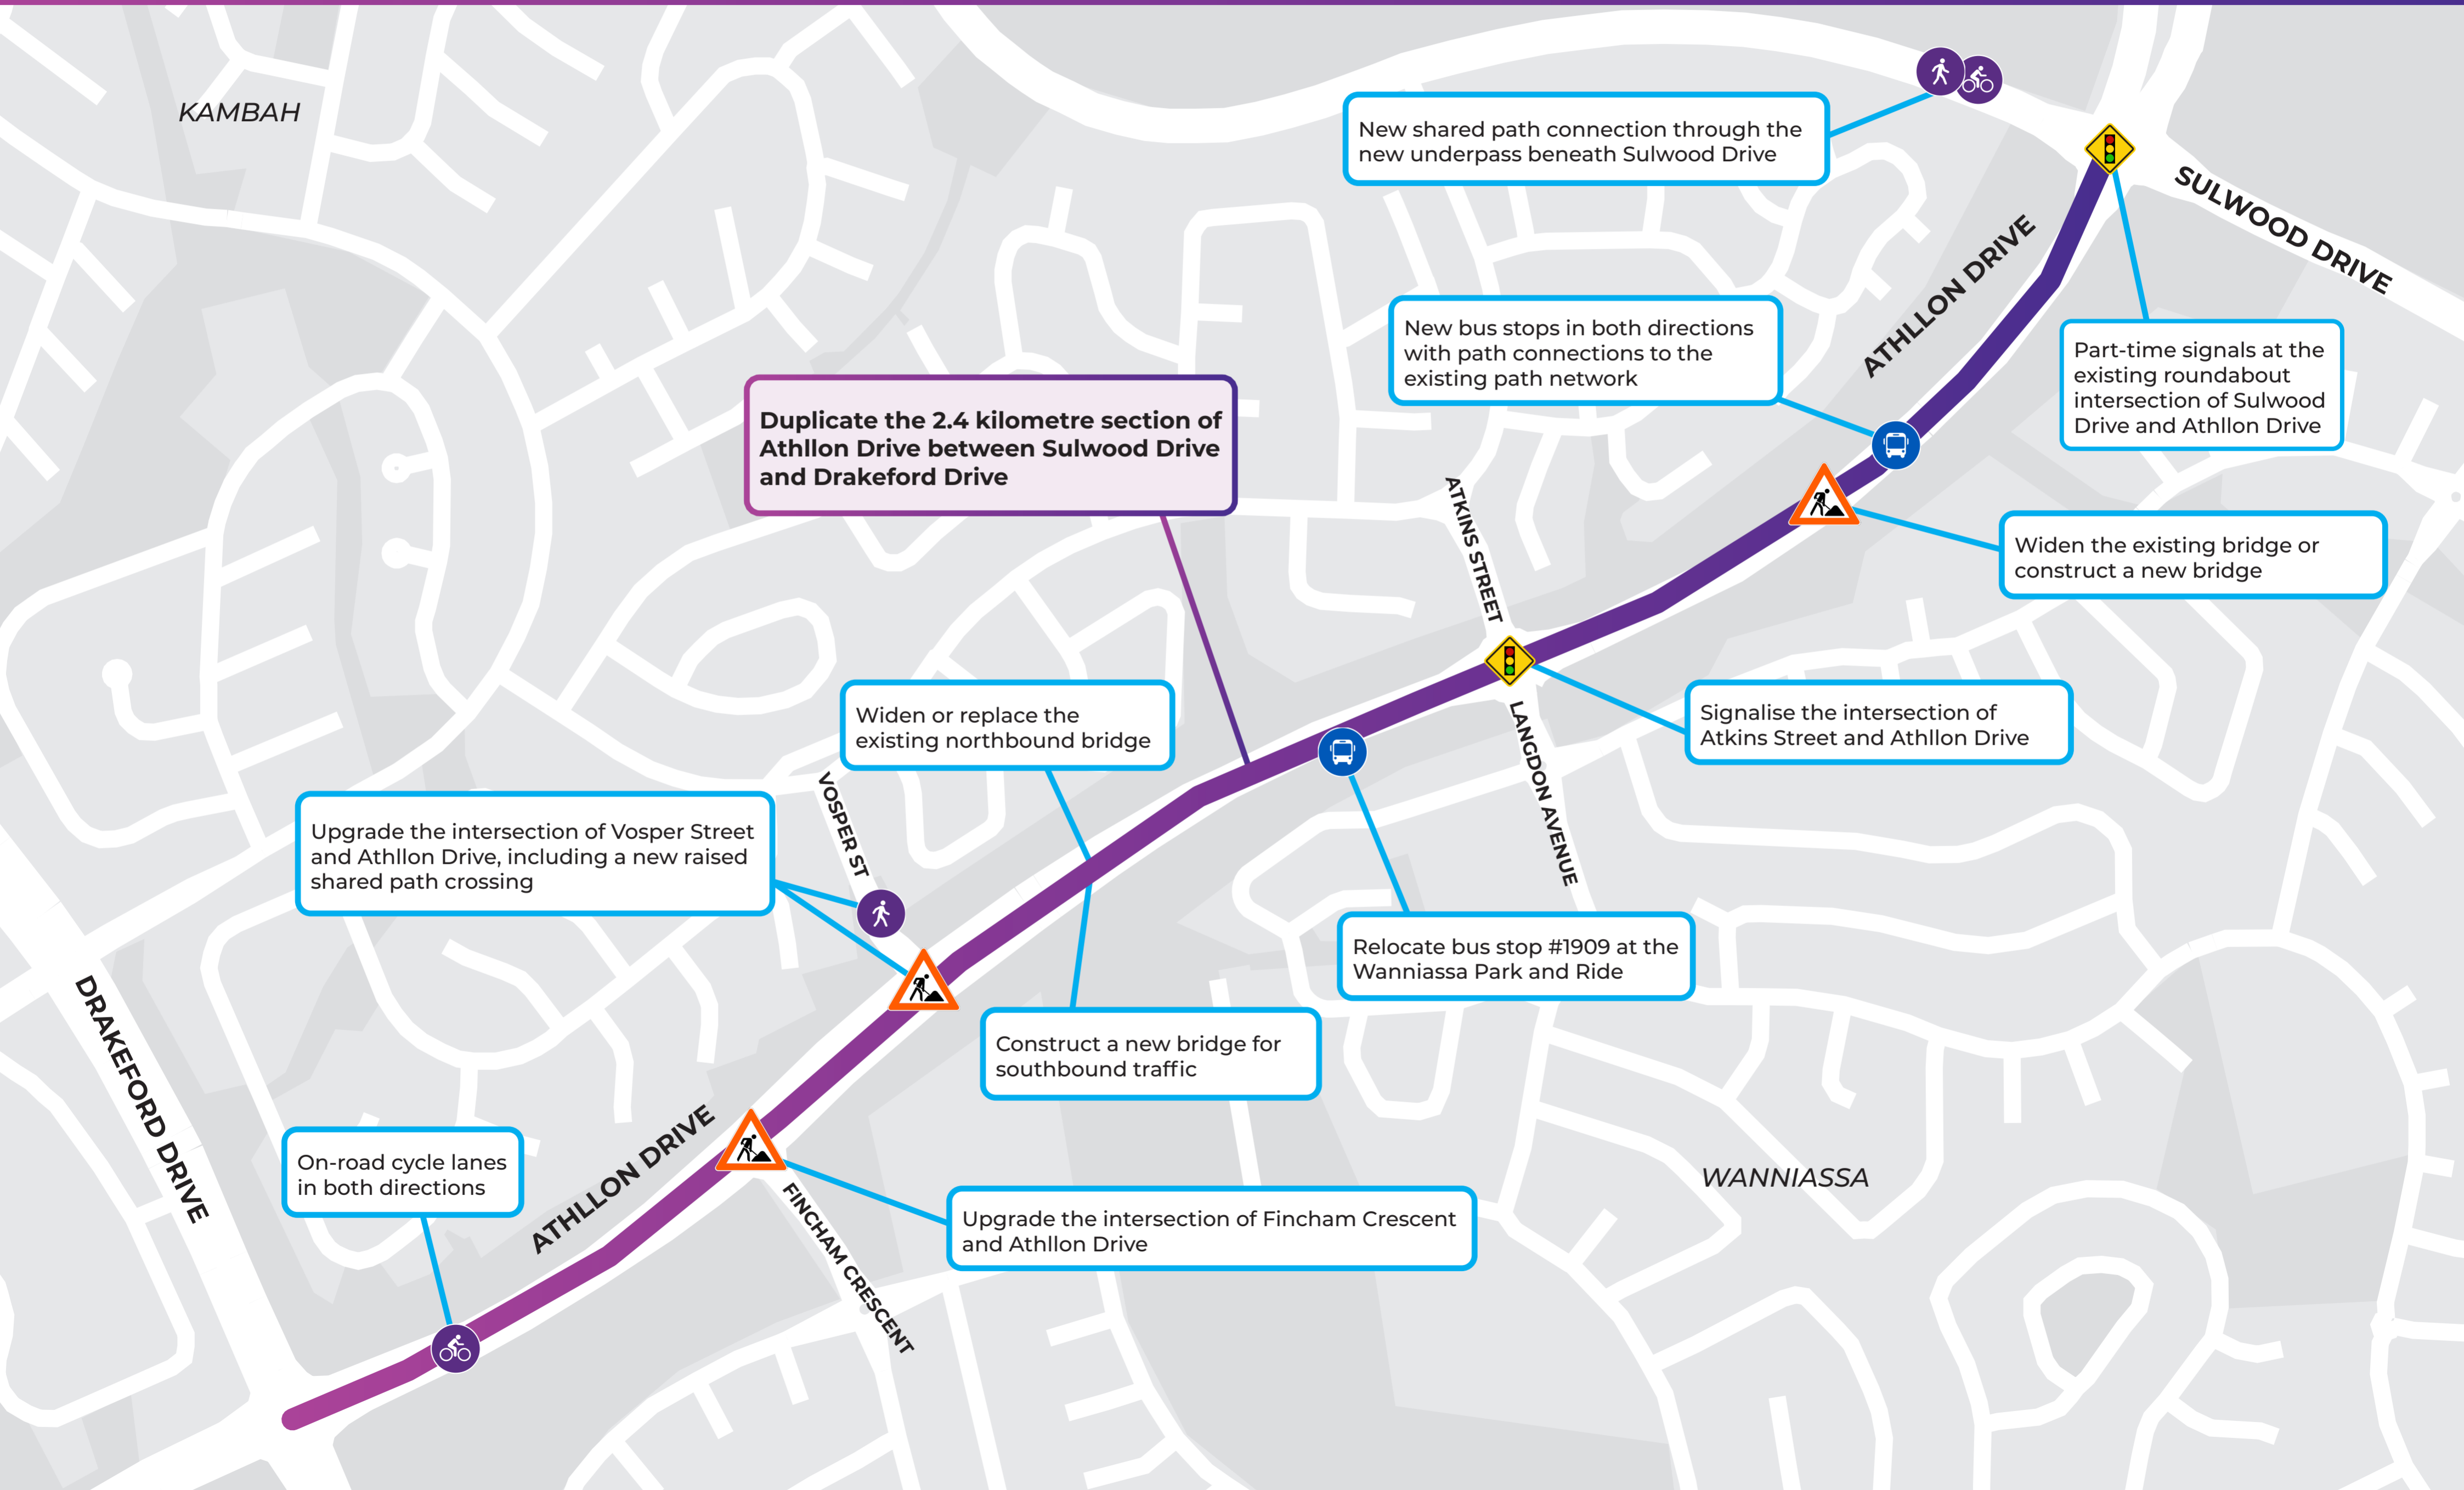 KAMBAH
New shared path connection through the
new underpass beneath Sulwood Drive
SULWOOD DRIVE
ATHLLON DRIVE
New bus stops in both directions
with path connections to the
existing path network
Part-time signals at the
existing roundabout
intersection of Sulwood
Drive and Athllon Drive
Duplicate the 2.4 kilometre section of
Athllon Drive between Sulwood Drive
and Drakeford Drive
ATKINS STREET
Widen the existing bridge or
construct a new bridge
Widen or replace the
existing northbound bridge
Signalise the intersection of
Atkins Street and Athllon Drive
LANGDON AVENUE
VOSPER ST
Upgrade the intersection of Vosper Street
and Athllon Drive, including a new raised
shared path crossing
Relocate bus stop #1909 at the
Wanniassa Park and Ride
DRAKEFORD DRIVE
Construct a new bridge for
southbound traffic
On-road cycle lanes
in both directions
ATHLLON DRIVE
WANNIASSA
FINCHAM CRESCENT
Upgrade the intersection of Fincham Crescent
and Athllon Drive